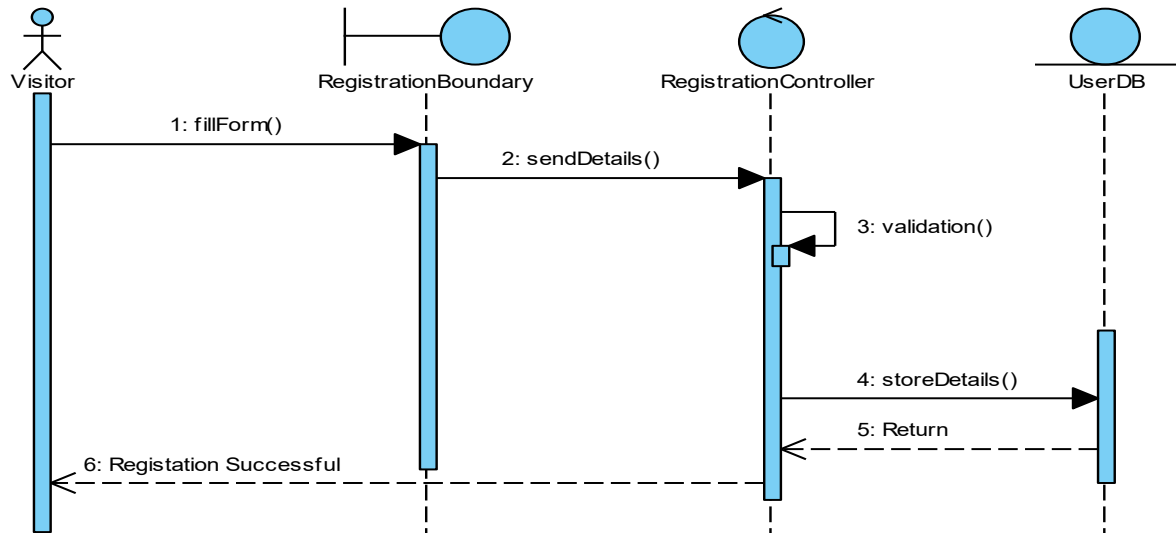 Visitor
RegistrationBoundary
RegistrationController
UserDB
1: fillForm()
2: sendDetails()
3: validation()
4: storeDetails()
5: Return
6: Registation Successful